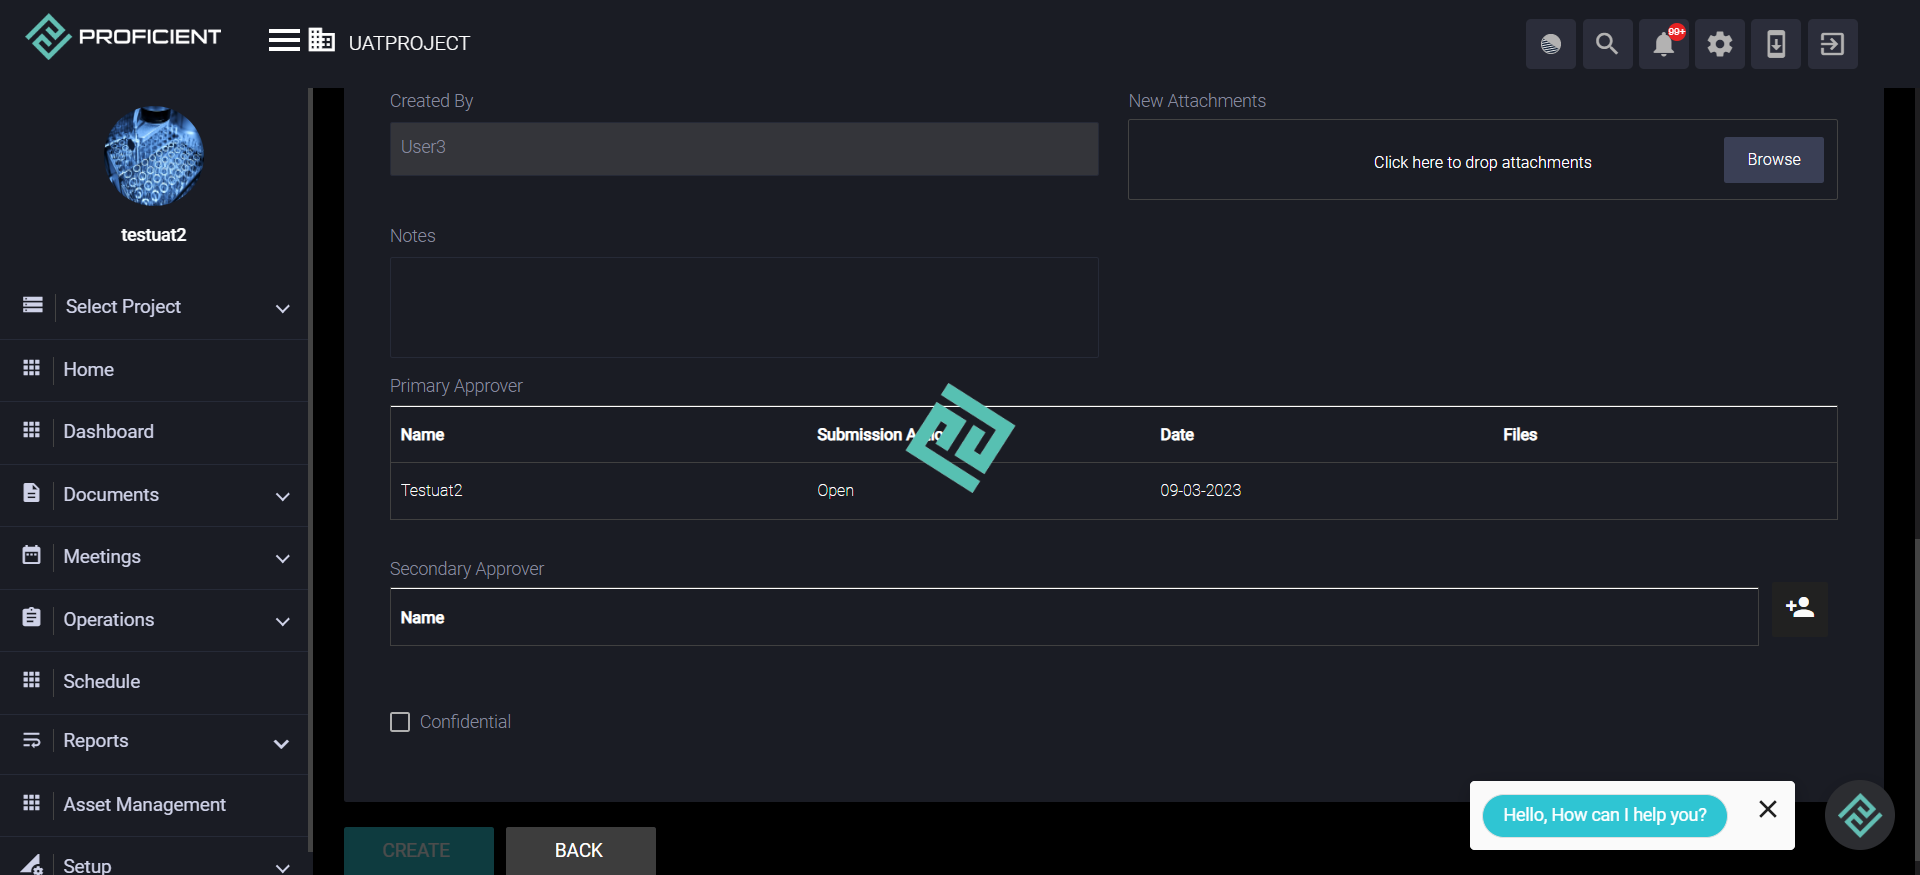 PROFICIENT
UATPROJECT
99+
testuat2
Select Project
Home
Dashboard
Documents
Meetings
Operations
Schedule
Reports
Asset Management
Setup
Created By
User3
New Attachments
Click here to drop attachments
Browse
Notes
Primary Approver
Name Submission Date Files
Testuat2 Open 09-03-2023
Secondary Approver
Name
Confidential
CREATE BACK
Hello, How can I help you?